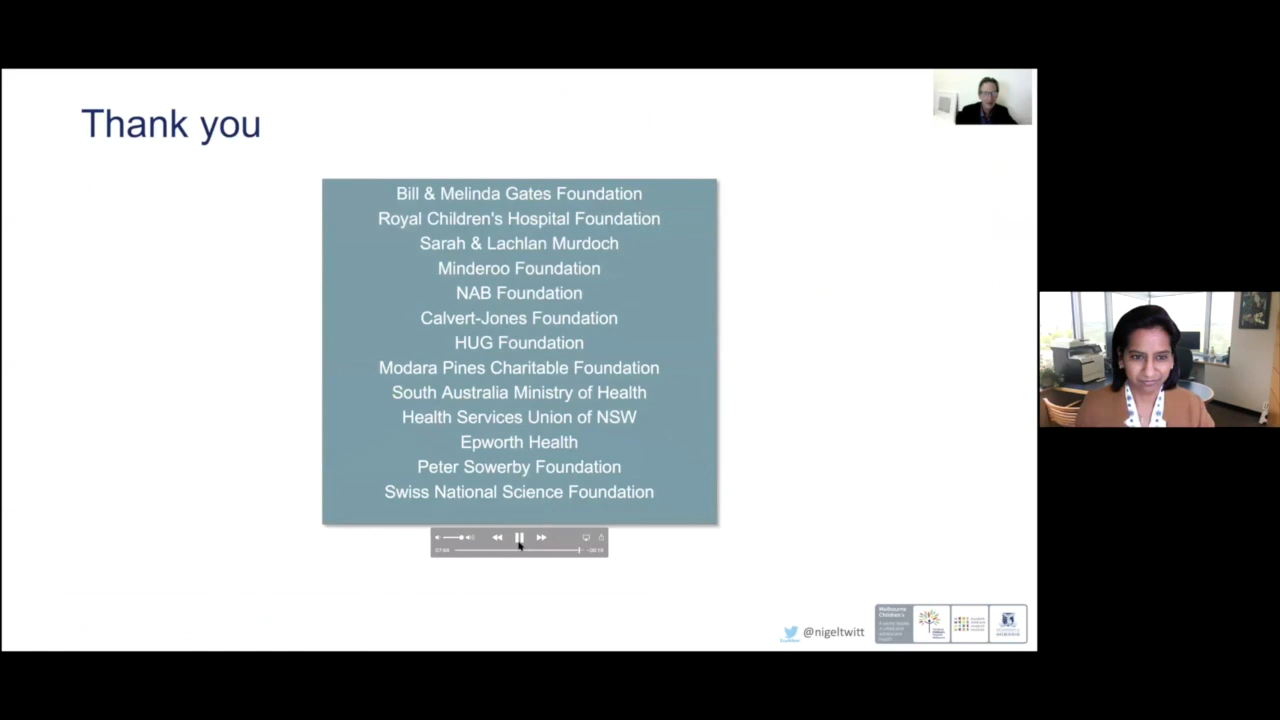 Thank you
Bill & Melinda Gates Foundation
Royal Children's Hospital Foundation
Sarah & Lachlan Murdoch
Minderoo Foundation
NAB Foundation
Calvert-Jones Foundation
HUG Foundation
Modara Pines Charitable Foundation
South Australia Ministry of Health
Health Services Union of NSW
Epworth Health
Peter Sowerby Foundation
Swiss National Science Foundation
@nigeltwitt
Melbourne
Children's